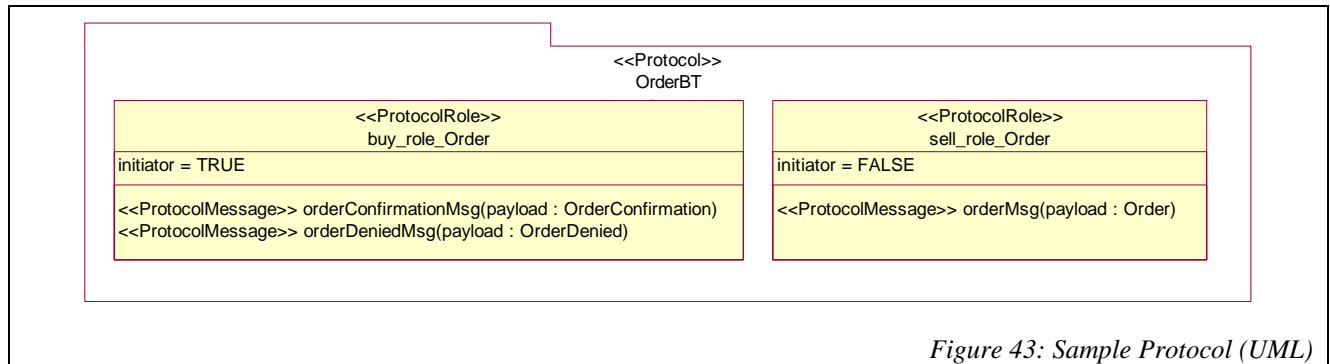 <<Protocol>>
OrderBT
<<ProtocolRole>>
buy_role_Order
initiator = TRUE
<<ProtocolMessage>> orderConfirmationMsg(payload : OrderConfirmation)
<<ProtocolMessage>> orderDeniedMsg(payload : OrderDenied)
<<ProtocolRole>>
sell_role_Order
initiator = FALSE
<<ProtocolMessage>> orderMsg(payload : Order)
Figure 43: Sample Protocol (UML)